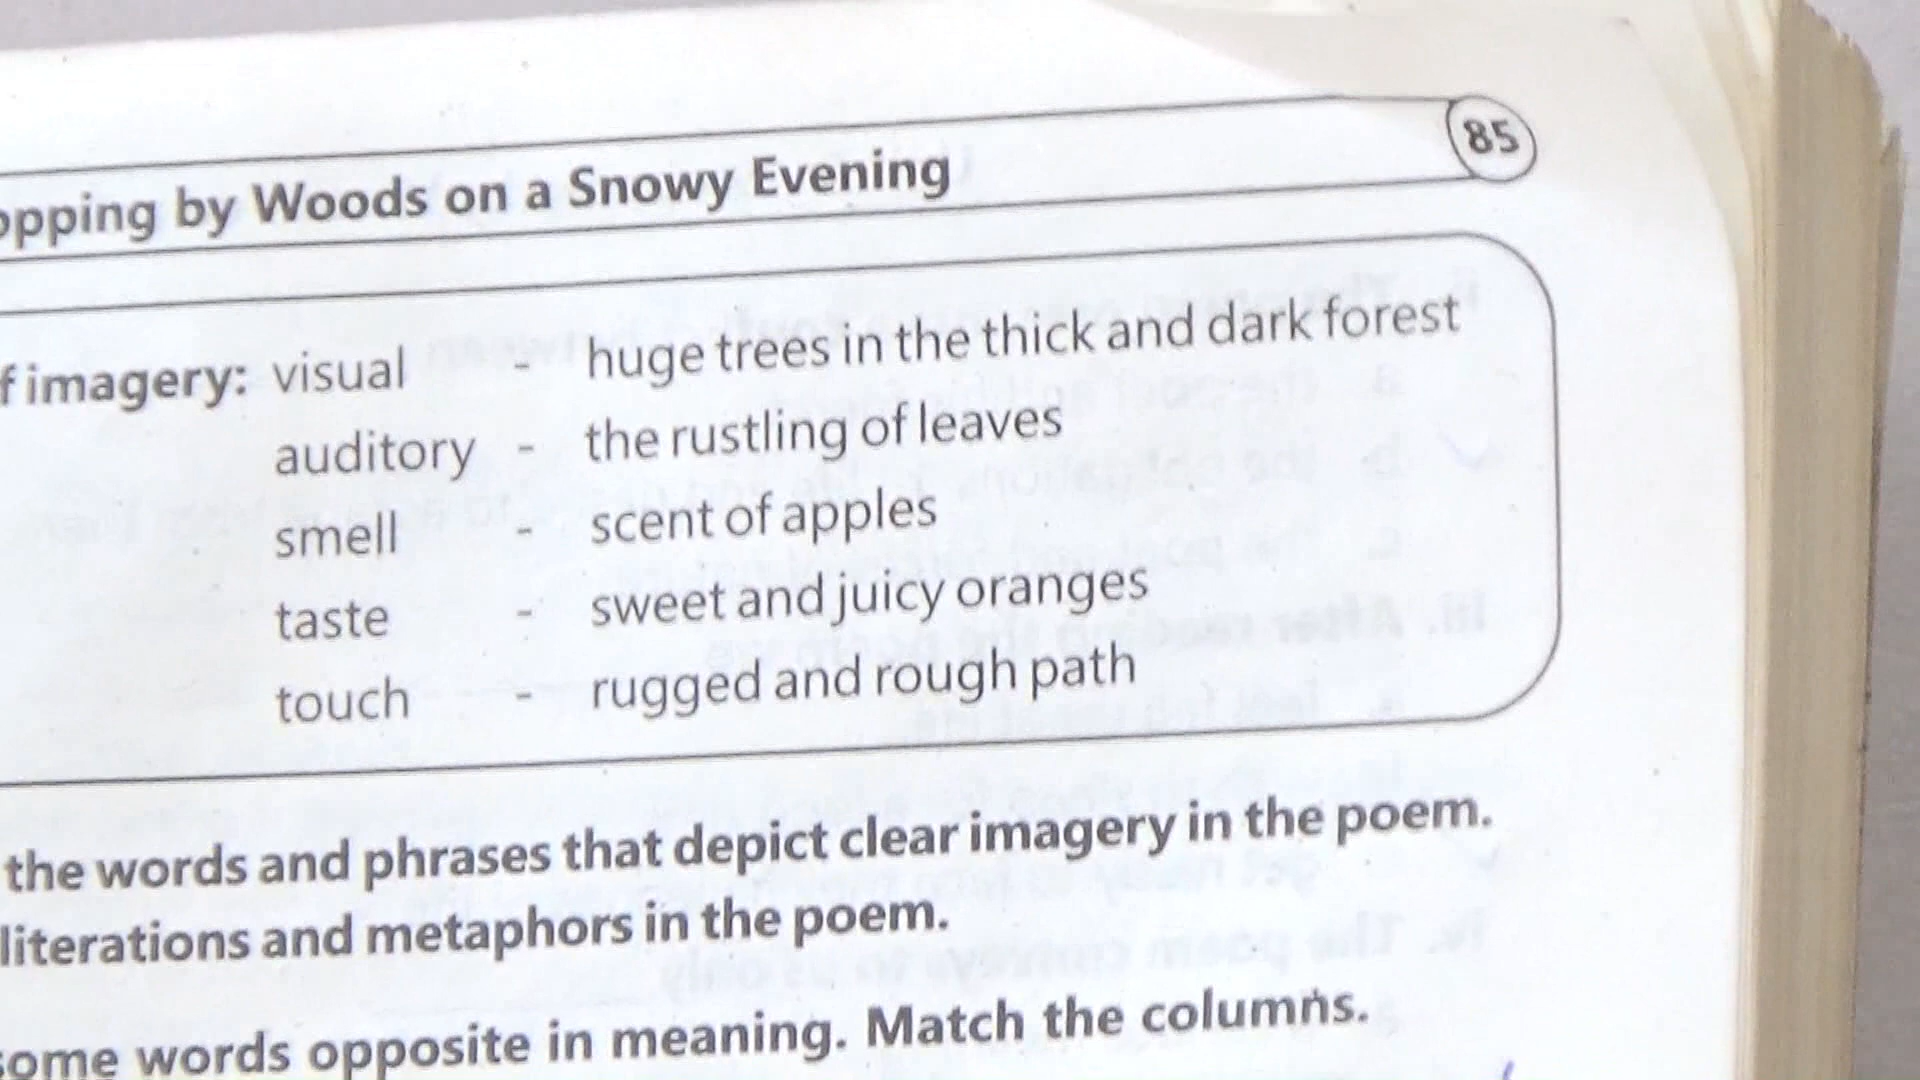 by Woods on a Snowy Evening 85
imagery: visual - huge trees in the thick and dark forest
auditory - the rustling of leaves
smell - scent of apples
taste - sweet and juicy oranges
touch - rugged and rough path
the words and phrases that depict clear imagery in the poem.
and metaphors in the poem.
words opposite in meaning. Match the columns.